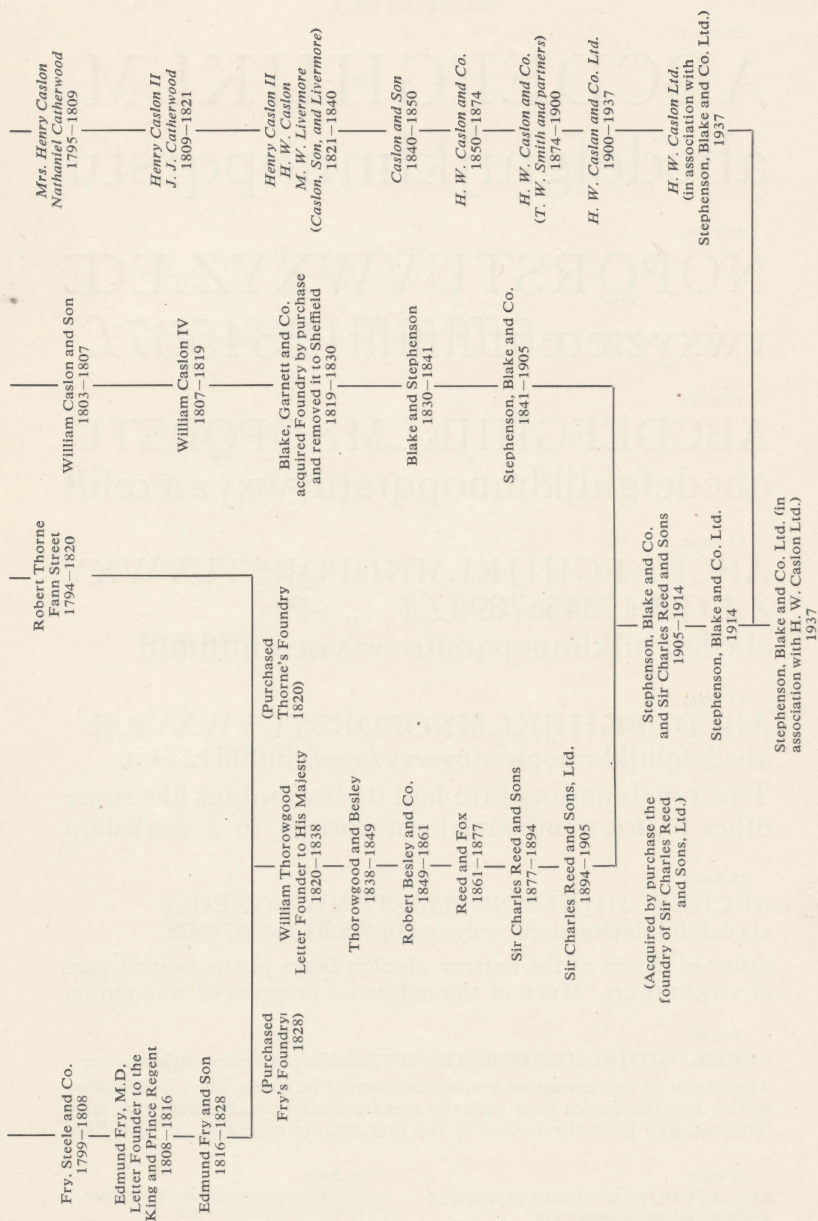 Fry, Steele and Co.
1799—1808
Edmund Fry, M.D.
Letter Founder to the
King and Prince Regent
1808—1816
Edmund Fry and Son
1816—1828
(Purchased
Fry's Foundry
1828)
Robert Thorne
Fann Street
1794—1820
(Purchased
Thorne's Foundry
1820)
William Thorowgood
Letter Founder to His Majesty
1820—1838
Thorowgood and Besley
1838—1849
Robert Besley and Co.
1849—1861
Reed and Fox
1861—1877
Sir Charles Reed and Sons
1877—1894
Sir Charles Reed and Sons, Ltd.
1894—1905
(Acquired by purchase the
foundry of Sir Charles Reed
and Sons, Ltd.)
William Caslon and Son
1803—1807
William Caslon IV
1807—1819
Blake, Garnett and Co.
acquired Foundry by purchase
and removed it to Sheffield
1819—1830
Blake and Stephenson
1830—1841
Stephenson, Blake and Co.
1841—1905
Stephenson, Blake and Co.
and Sir Charles Reed and Sons
1905—1914
Stephenson, Blake and Co. Ltd.
1914
Mrs. Henry Caslon
Nathaniel Catherwood
1795—1809
Henry Caslon II
J. J. Catherwood
1809—1821
Henry Caslon II
H. W. Caslon
M. W. Livermore
(Caslon, Son, and Livermore)
1821—1840
Caslon and Son
1840—1850
H. W. Caslon and Co.
1850—1874
H. W. Caslon and Co.
(T. W. Smith and partners)
1874—1900
H. W. Caslan and Co. Ltd.
1900—1937
H. W. Caslon Ltd.
(in association with
Stephenson, Blake and Co. Ltd.)
1937
Stephenson, Blake and Co. Ltd. (in
association with H. W. Caslon Ltd.)
1937